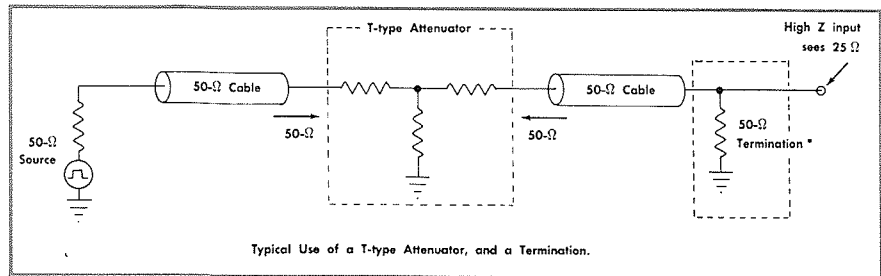 T-type Attenuator
High Z input
sees 25 Ω
50-Ω Cable
50-Ω Cable
50-Ω
Source
50-Ω
50-Ω
50-Ω
Termination *
Typical Use of a T-type Attenuator, and a Termination.